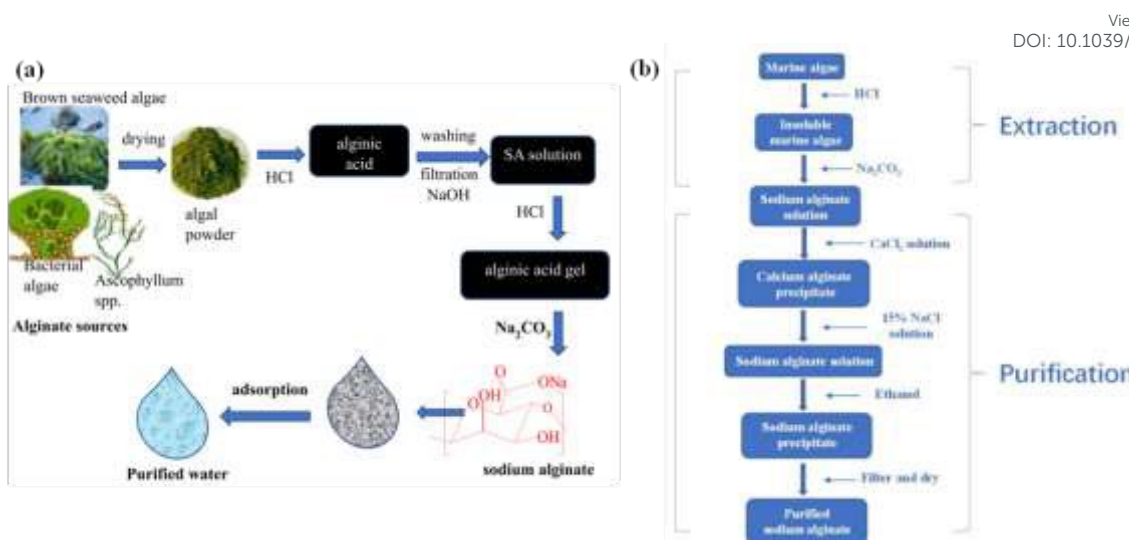 Vie
DOI: 10.1039/
(a)
Brown seaweed algae
drying
HCl
algal
powder
alginic
acid
washing
filtration
NaOH
SA solution
HCl
Bacterial
algae
Ascophyllum
spp.
Alginate sources
alginic acid gel
Na₂CO₃
O
ONa
OH
O
O
OH
sodium alginate
adsorption
Purified water
(b)
Marine algae
HCl
Insoluble
marine algae
Na₂CO₃
Sodium alginate
solution
Extraction
CaCl₂ solution
Calcium alginate
precipitate
15% NaCl
solution
Sodium alginate solution
Ethanol
Sodium alginate
precipitate
Filter and dry
Purified
sodium alginate
Purification